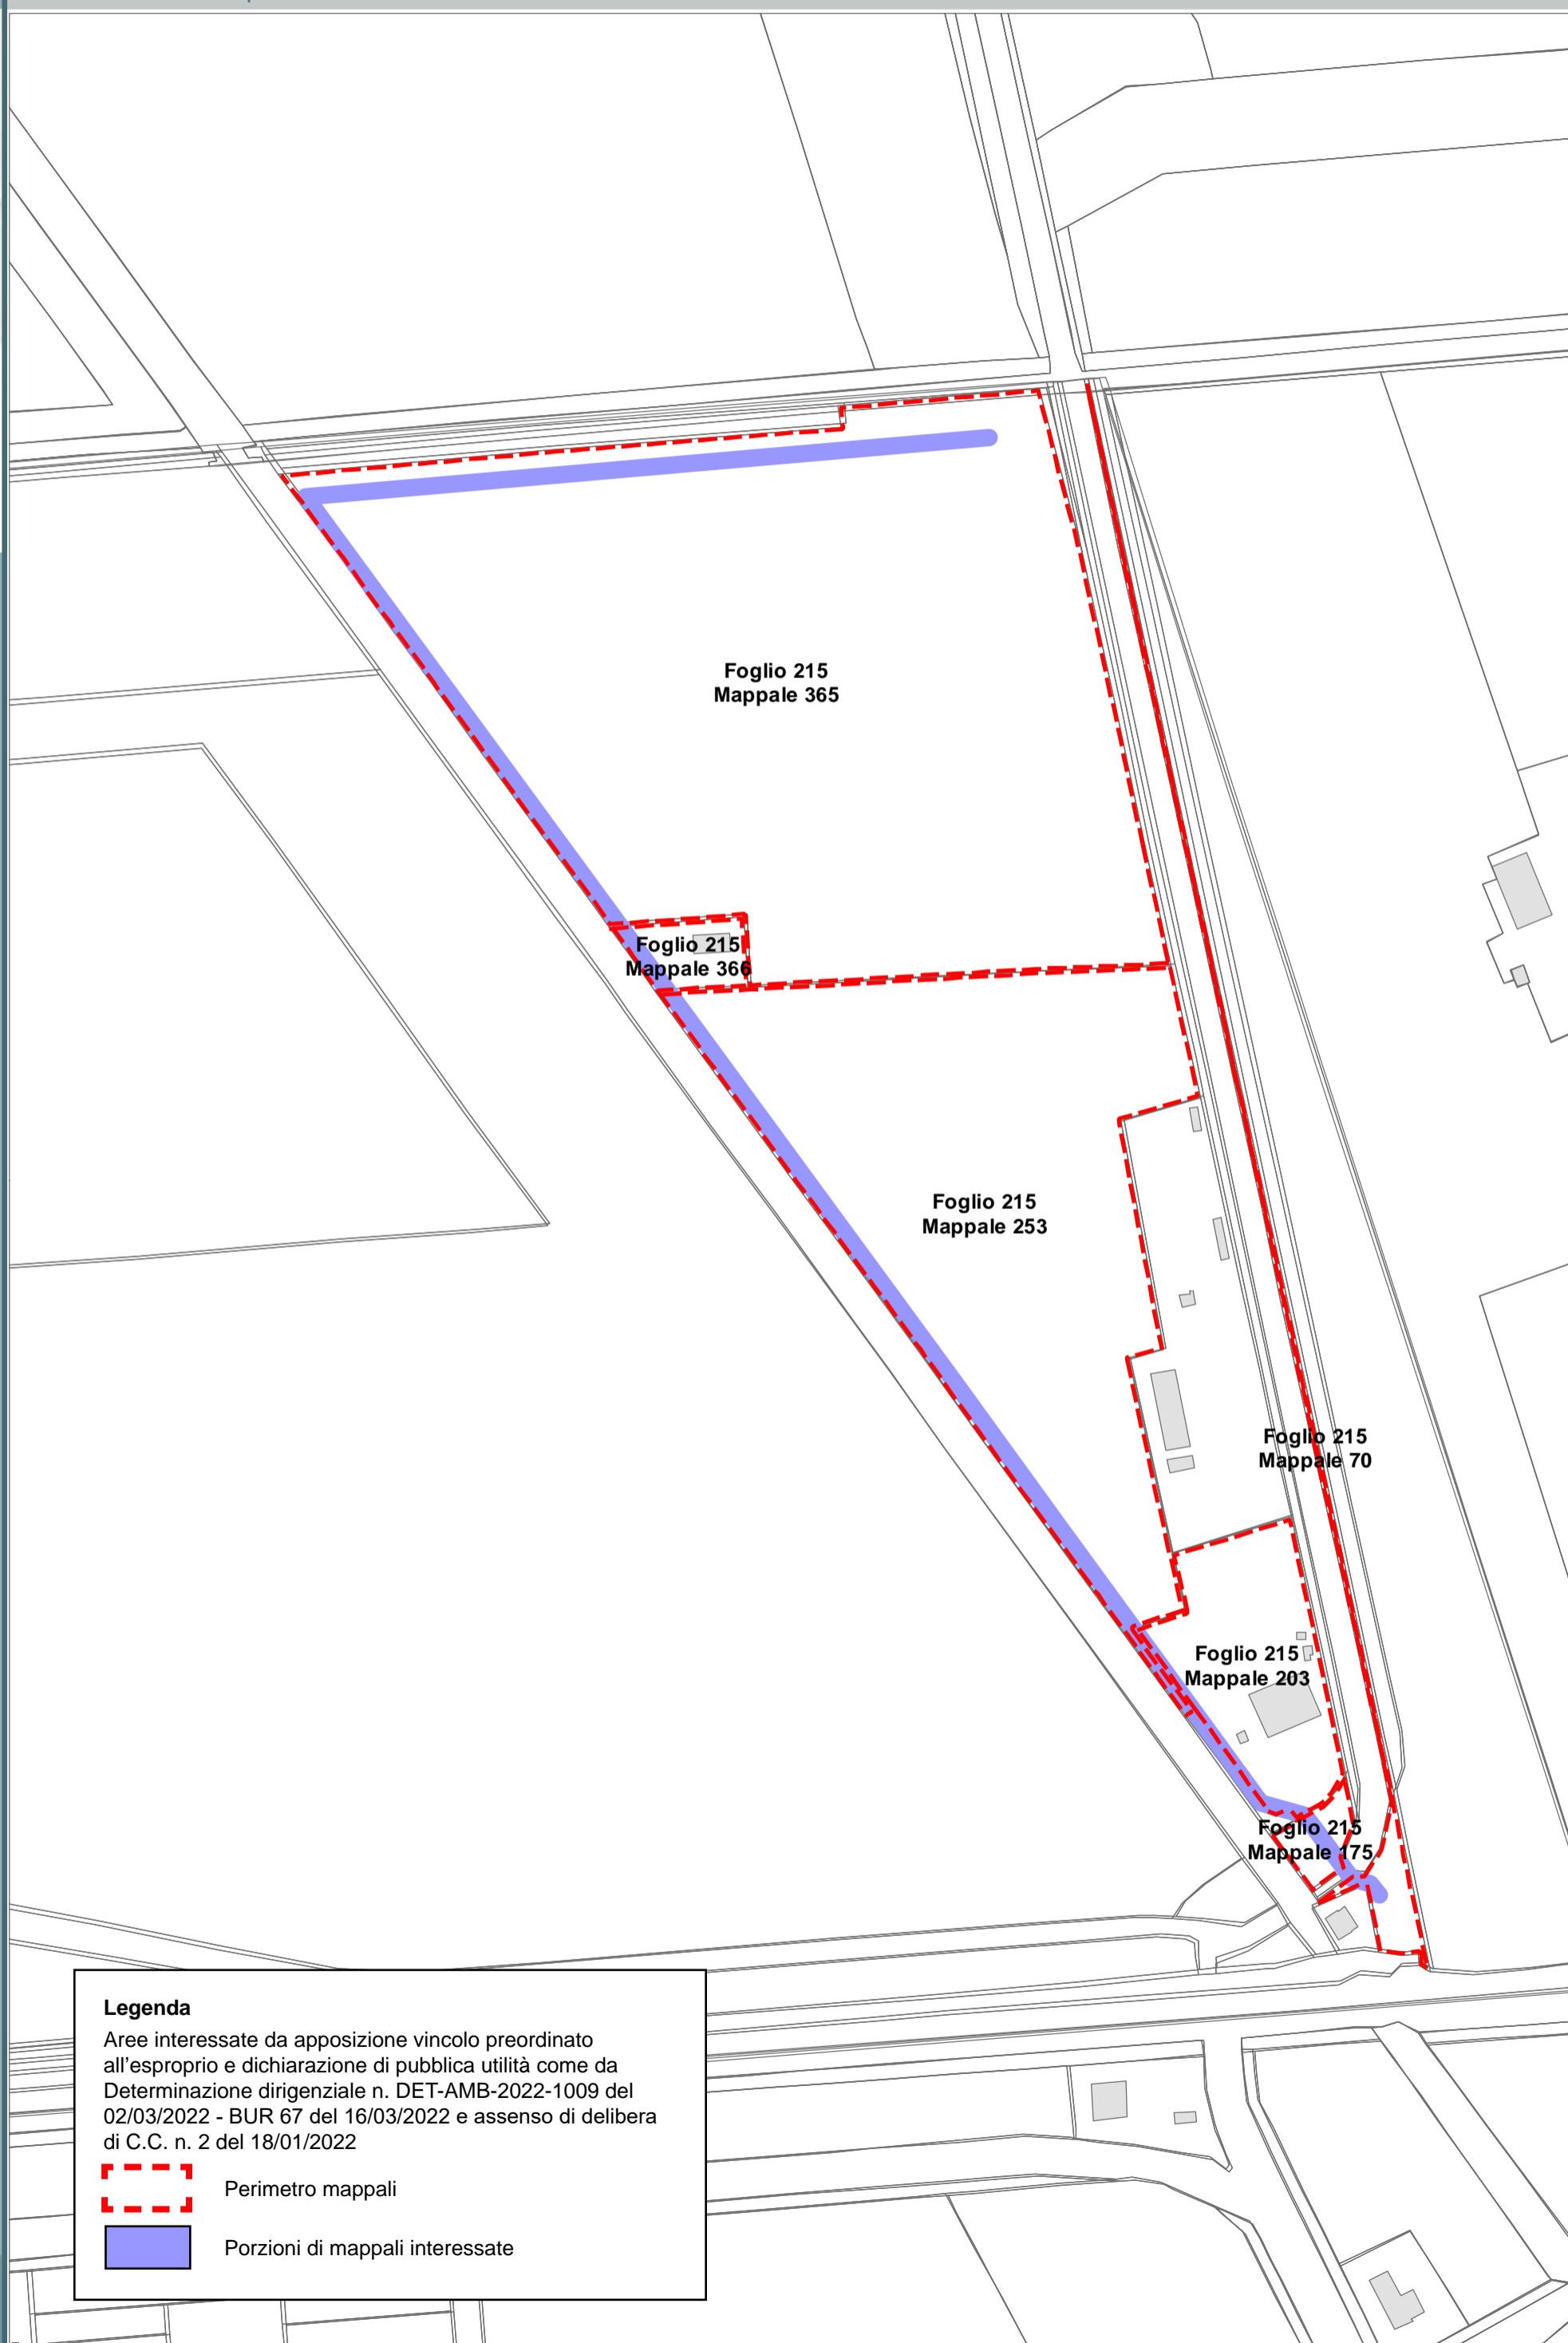 Foglio 215
Mappale 365
Foglio 215
Mappale 366
Foglio 215
Mappale 253
Foglio 215
Mappale 70
Foglio 215
Mappale 203
Foglio 215
Mappale 175
Legenda
Aree interessate da apposizione vincolo preordinato
all'esproprio e dichiarazione di pubblica utilità come da
Determinazione dirigenziale n. DET-AMB-2022-1009 del
02/03/2022 - BUR 67 del 16/03/2022 e assenso di delibera
di C.C. n. 2 del 18/01/2022
Perimetro mappali
Porzioni di mappali interessate